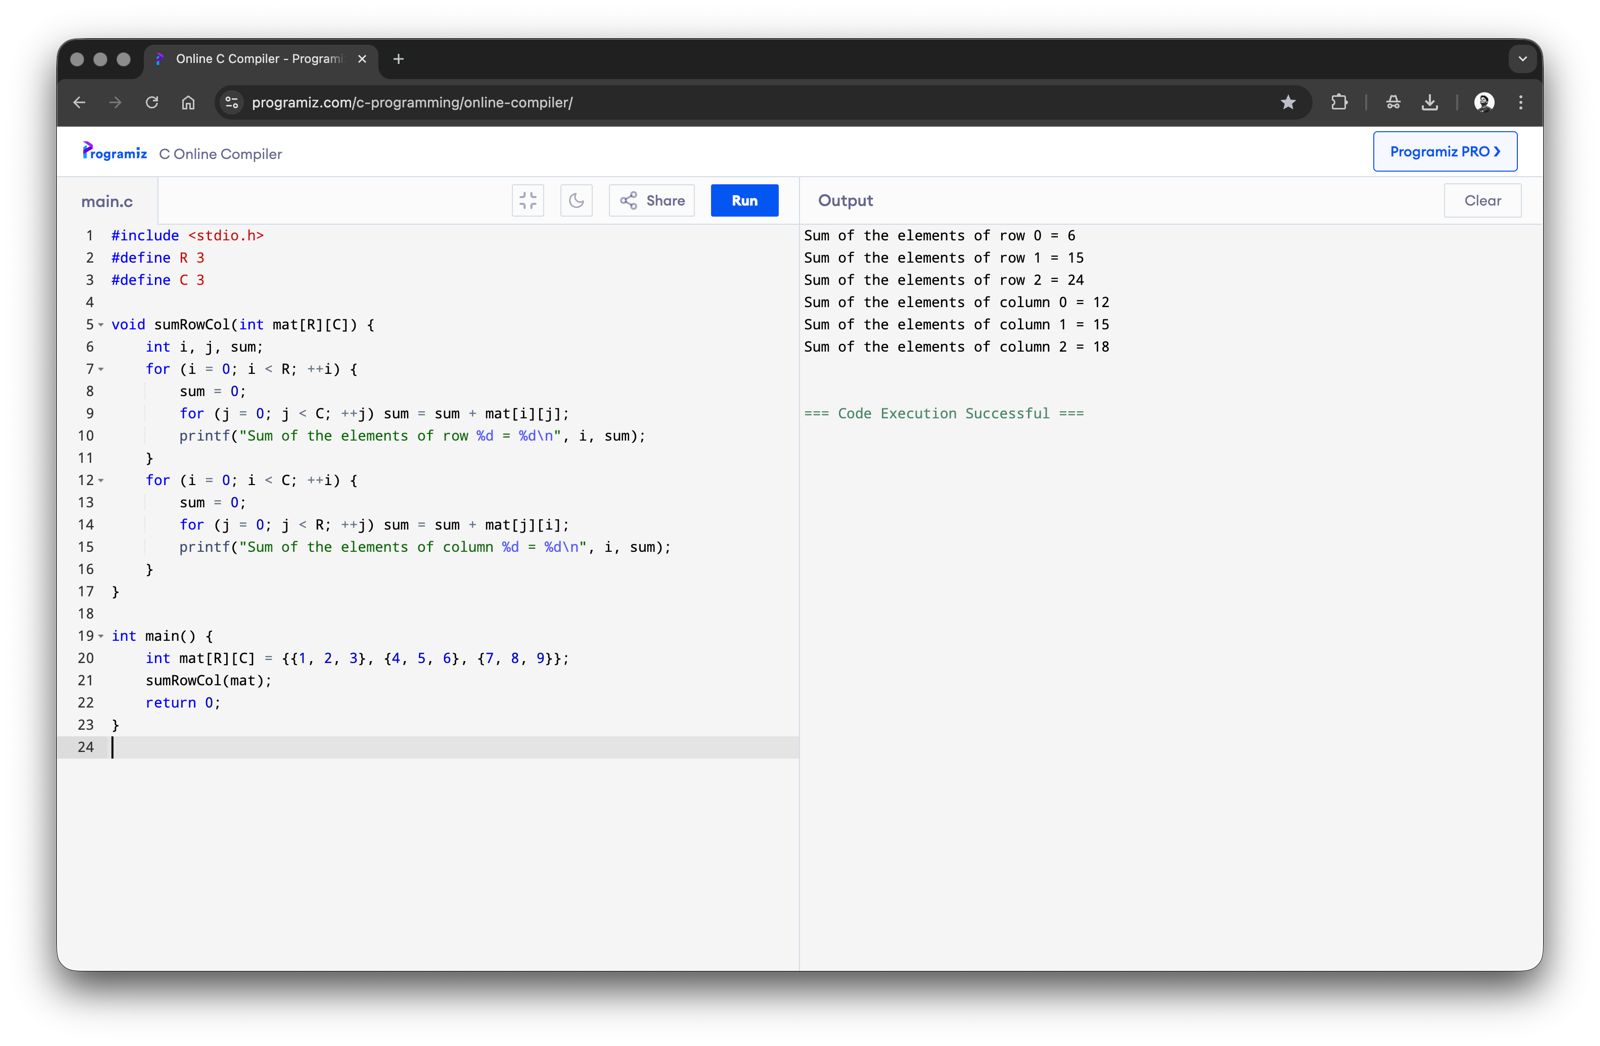 Online C Compiler - Programi
programiz.com/c-programming/online-compiler/
Programiz C Online Compiler
Programiz PRO
main.c
Share
Run
Output
Clear
1 #include <stdio.h>
2 #define R 3
3 #define C 3
4
5 void sumRowCol(int mat[R][C]) {
6 int i, j, sum;
7 for (i = 0; i < R; ++i) {
8 sum = 0;
9 for (j = 0; j < C; ++j) sum = sum + mat[i][j];
10 printf("Sum of the elements of row %d = %d\n", i, sum);
11 }
12 for (i = 0; i < C; ++i) {
13 sum = 0;
14 for (j = 0; j < R; ++j) sum = sum + mat[j][i];
15 printf("Sum of the elements of column %d = %d\n", i, sum);
16 }
17 }
18
19 int main() {
20 int mat[R][C] = {{1, 2, 3}, {4, 5, 6}, {7, 8, 9}};
21 sumRowCol(mat);
22 return 0;
23 }
24
Sum of the elements of row 0 = 6
Sum of the elements of row 1 = 15
Sum of the elements of row 2 = 24
Sum of the elements of column 0 = 12
Sum of the elements of column 1 = 15
Sum of the elements of column 2 = 18
=== Code Execution Successful ===